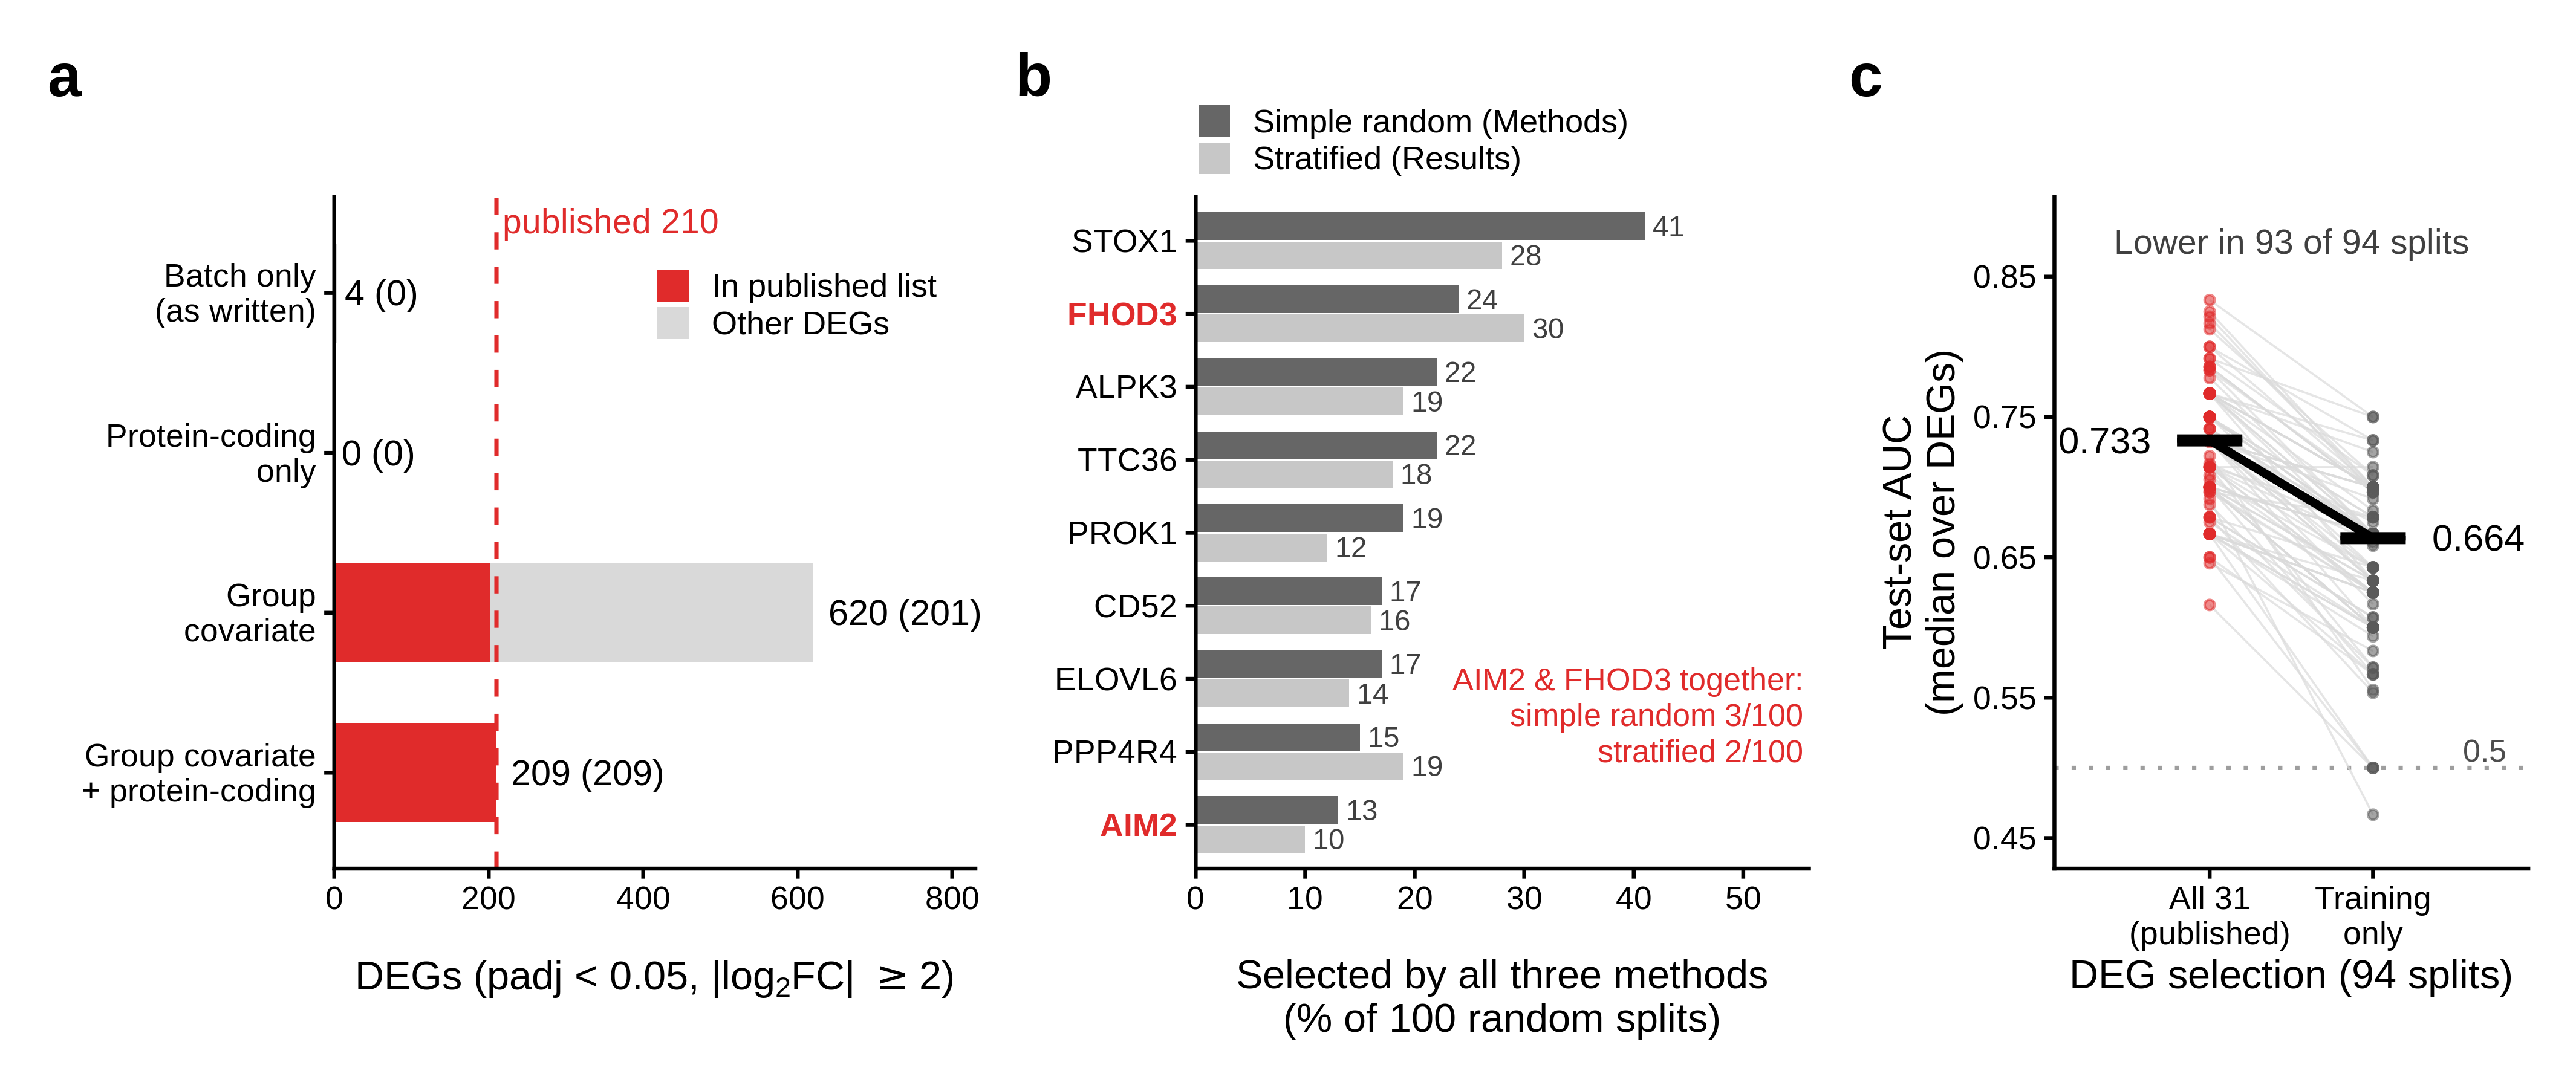 a
published 210
In published list
Other DEGs
Batch only
(as written)
4 (0)
Protein-coding
only
0 (0)
Group
covariate
620 (201)
Group covariate
+ protein-coding
209 (209)
0 200 400 600 800
DEGs (padj < 0.05, |log₂FC| ≥ 2)
b
Simple random (Methods)
Stratified (Results)
STOX1 41
28
FHOD3 24
30
ALPK3 22
19
TTC36 22
18
PROK1 19
12
CD52 17
16
ELOVL6 17
14
PPP4R4 15
19
AIM2 13
10
AIM2 & FHOD3 together:
simple random 3/100
stratified 2/100
0 10 20 30 40 50
Selected by all three methods
(% of 100 random splits)
c
Lower in 93 of 94 splits
Test-set AUC
(median over DEGs)
0.85
0.75
0.65
0.55
0.45
0.733
0.664
0.5
All 31
(published)
Training
only
DEG selection (94 splits)